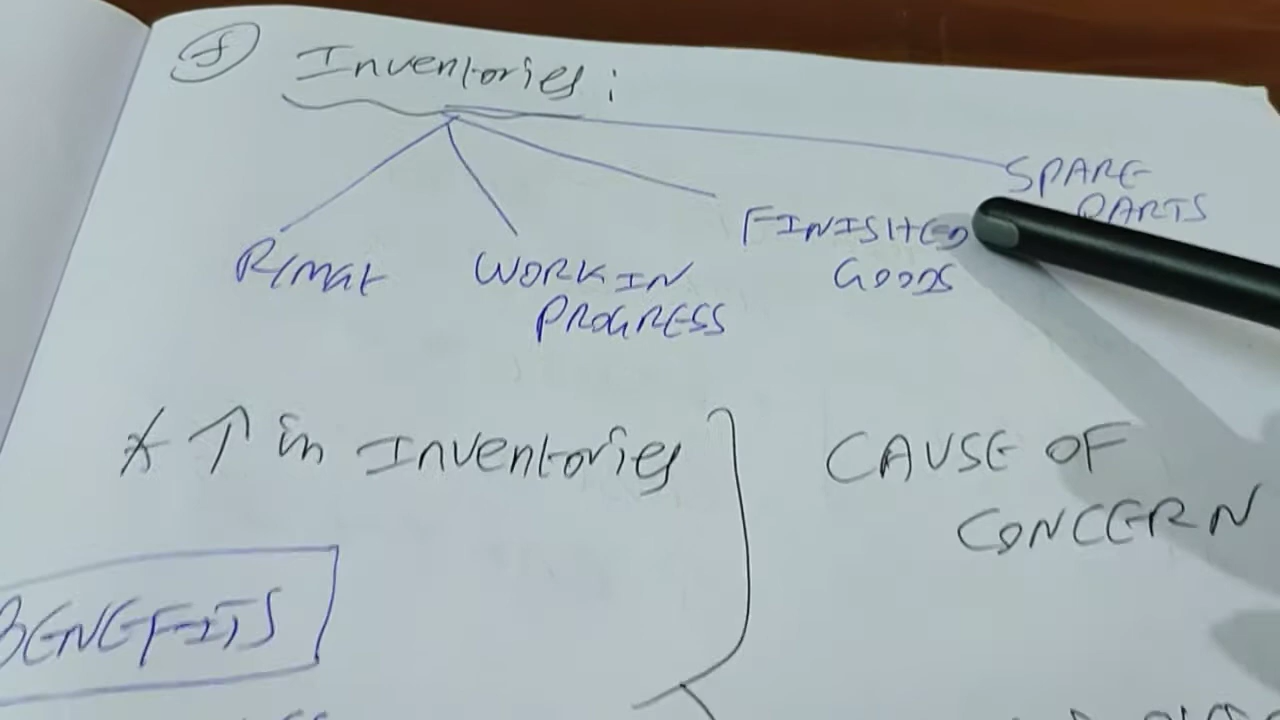 f Inventories:
SPARE
PARTS
R/Mat
WORK IN
PROGRESS
FINISHED
GOODS
* ↑ in Inventories
CAUSE OF
CONCERN
BENEFITS